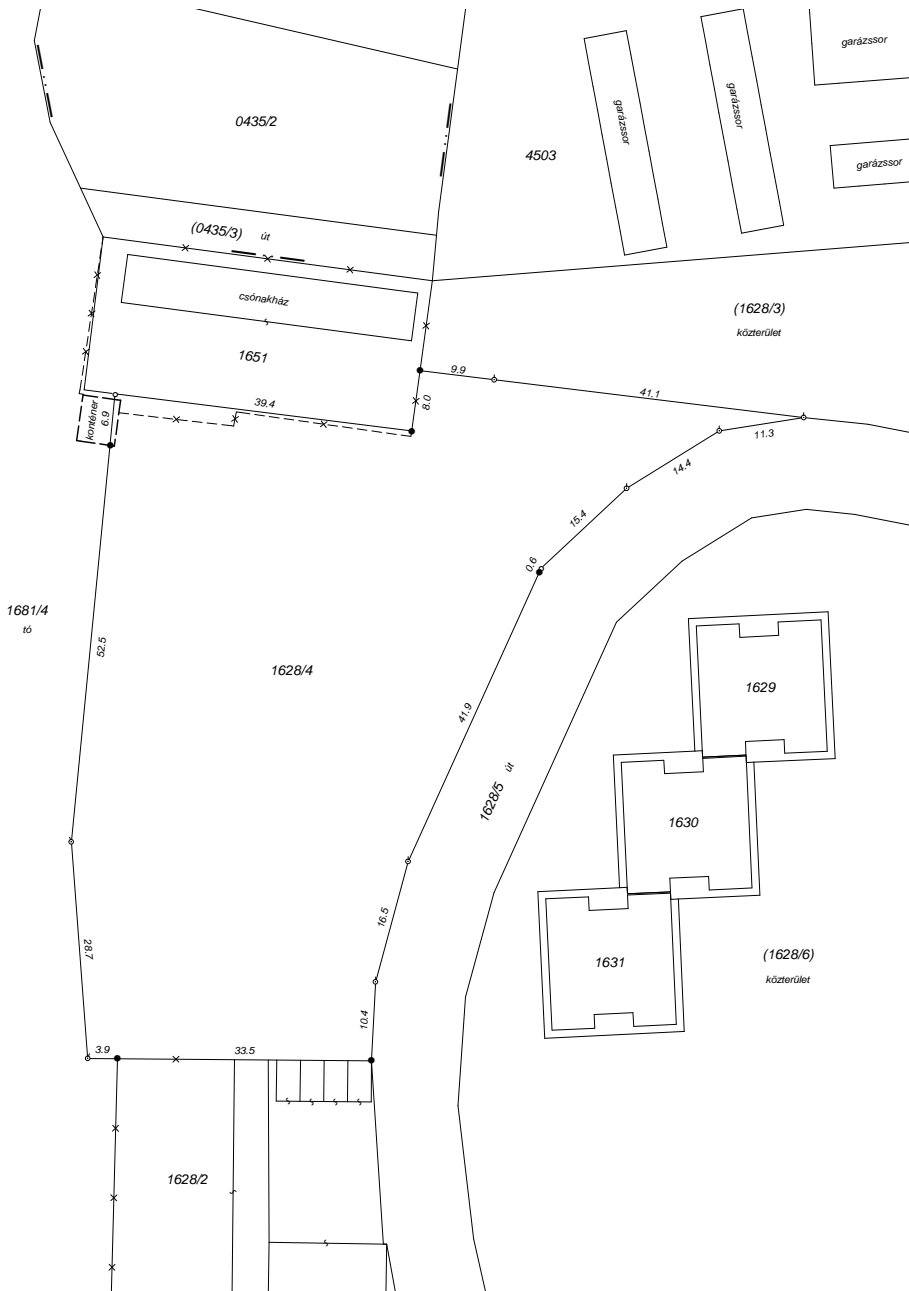 garázssor
garázssor
garázssor
0435/2
4503
garázssor
(0435/3) út
csónakház
(1628/3)
közterület
1651
9.9
41.1
39.4
8.0
konténer
6.9
11.3
14.4
15.4
0.6
1681/4
tó
52.5
1628/4
1629
41.9
1628/5 út
1630
16.5
28.7
1631
(1628/6)
közterület
10.4
3.9
33.5
1628/2